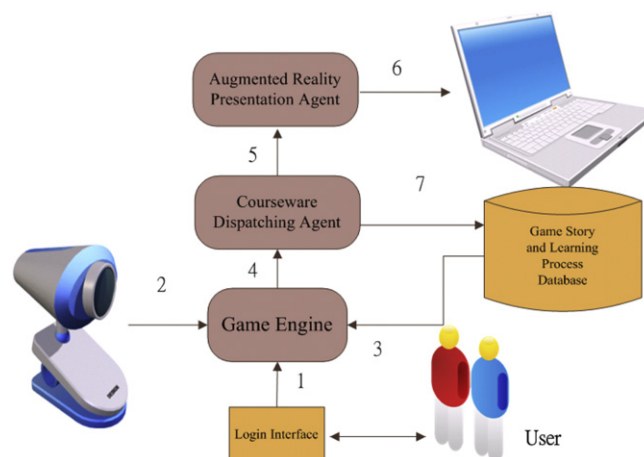 Augmented Reality
Presentation Agent
6
5
Courseware
Dispatching Agent
7
Game Story
and Learning
Process
Database
2
4
Game Engine
3
1
Login Interface
User